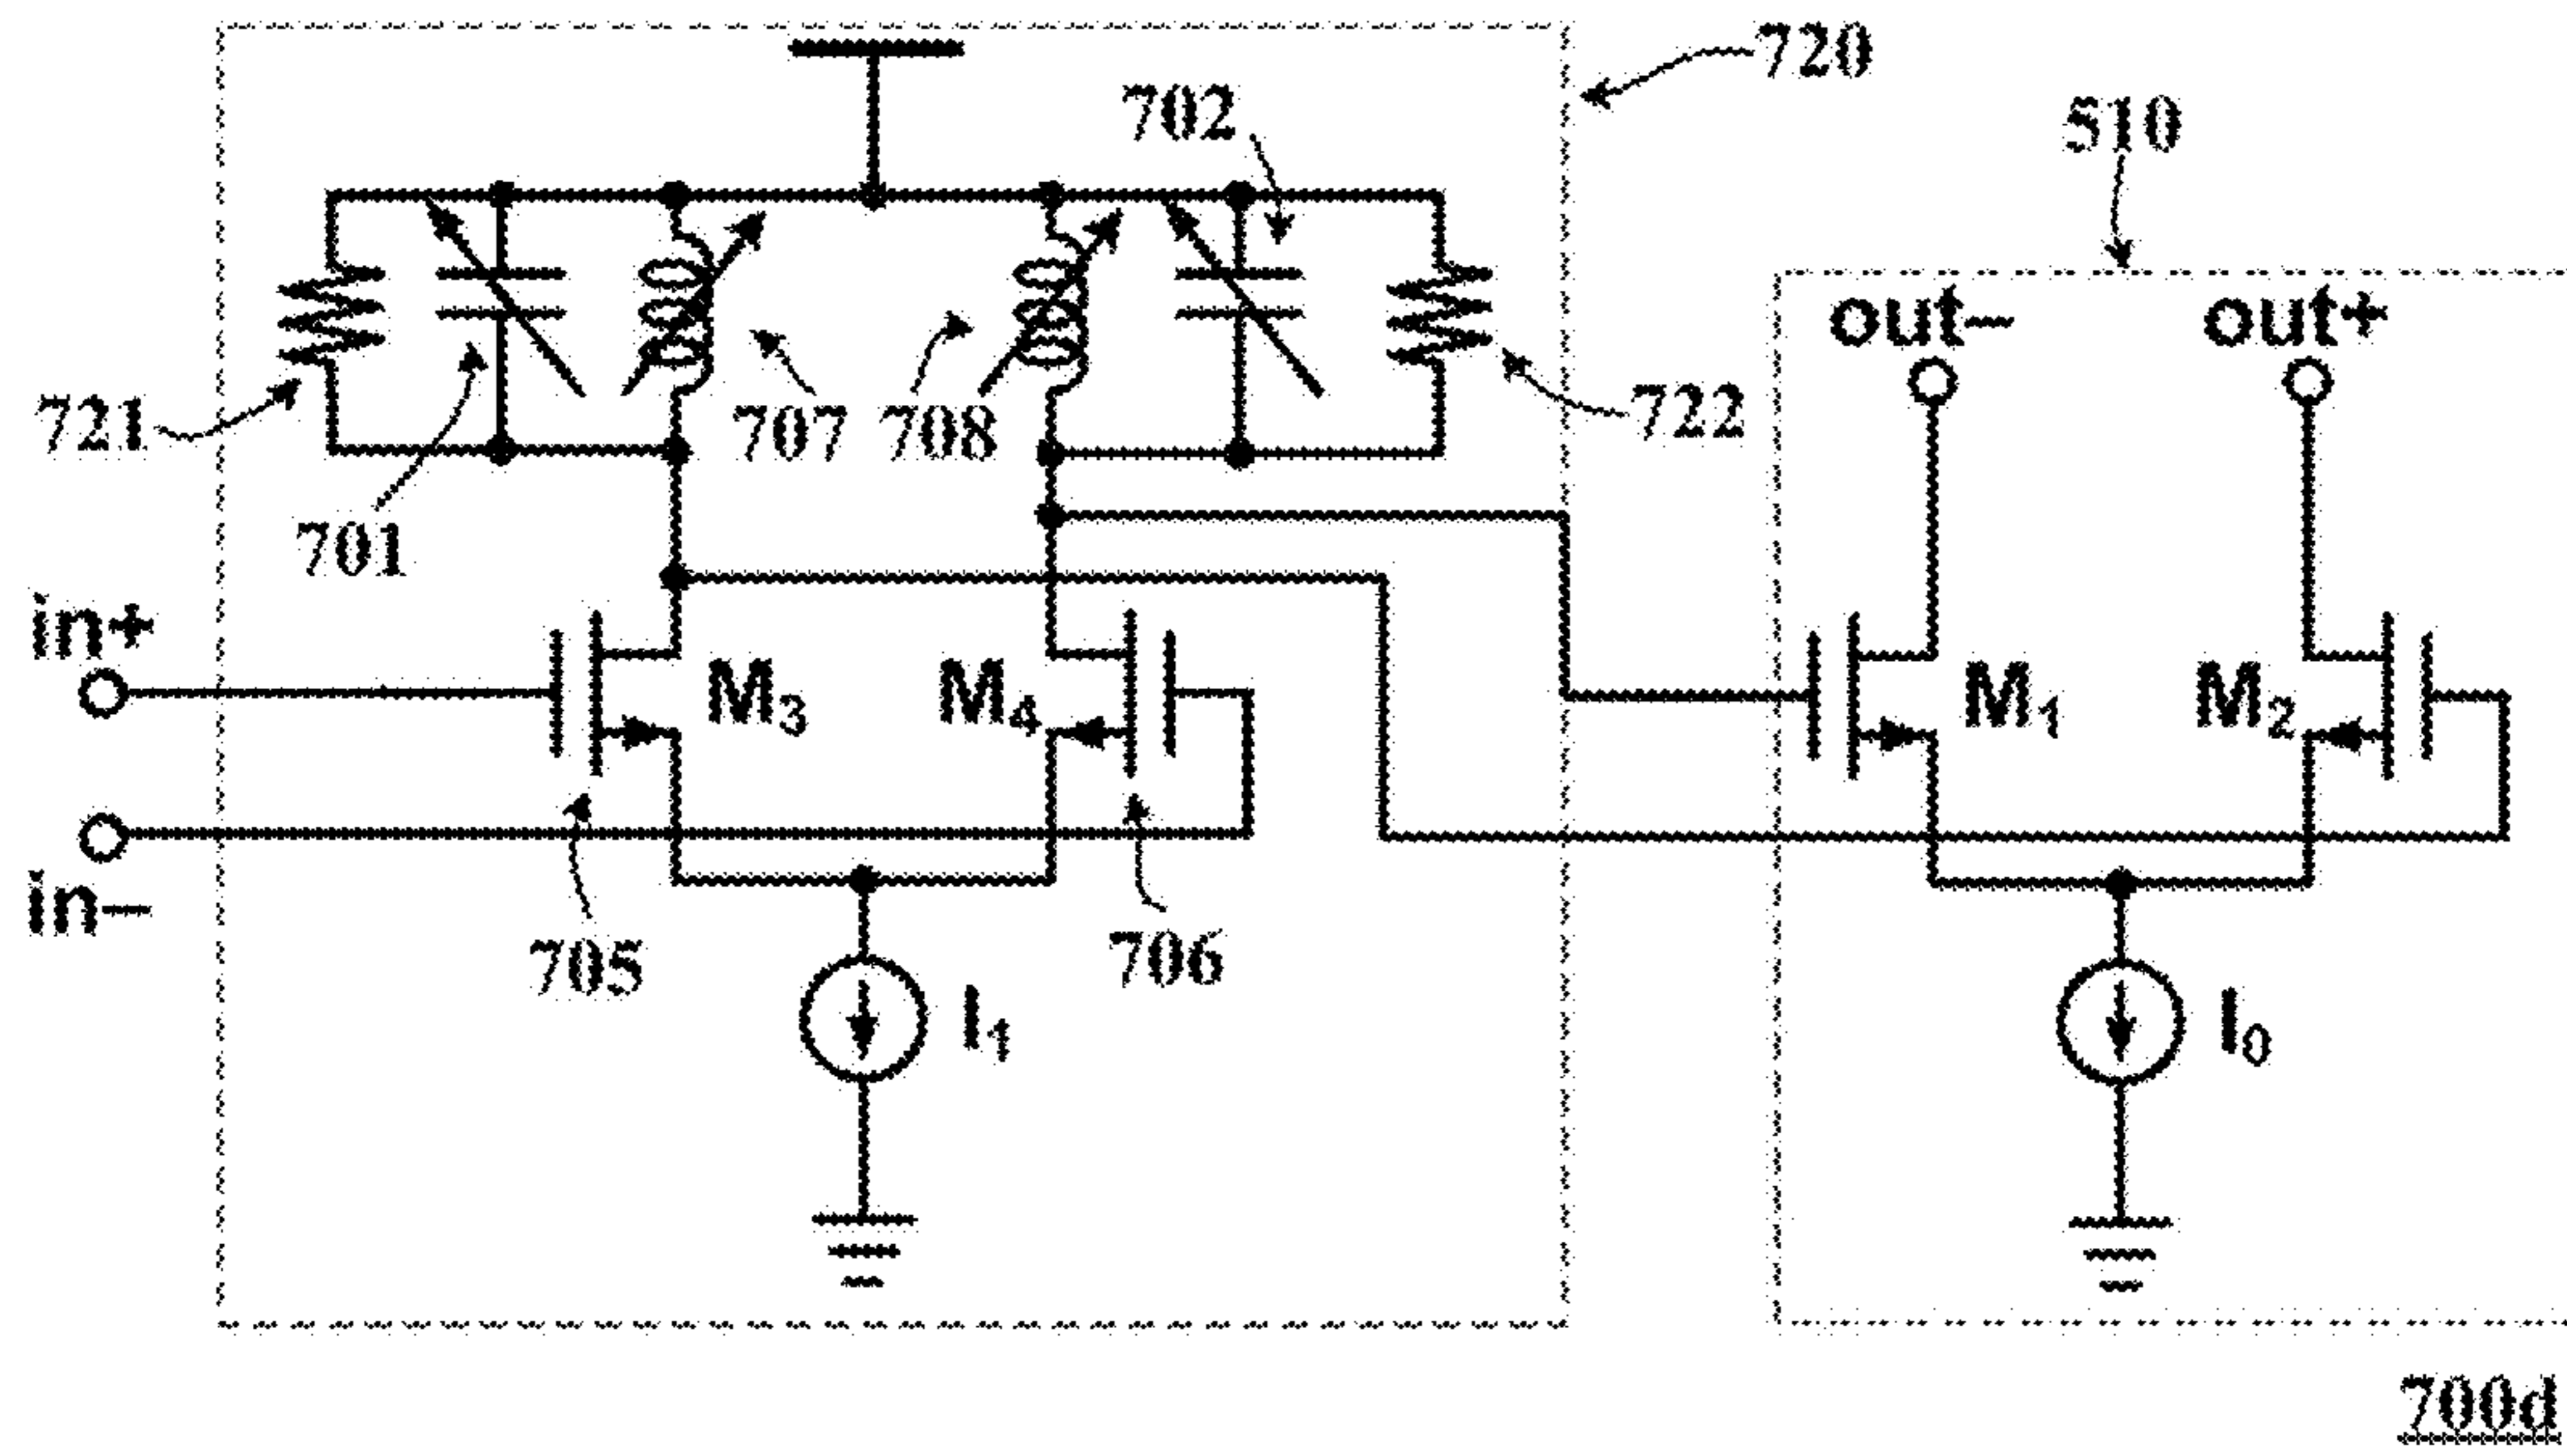 720
702
510
out– out+
721
707 708
722
701
in+
M₃ M₄ M₁ M₂
in–
705 706
I₁ I₀
700d